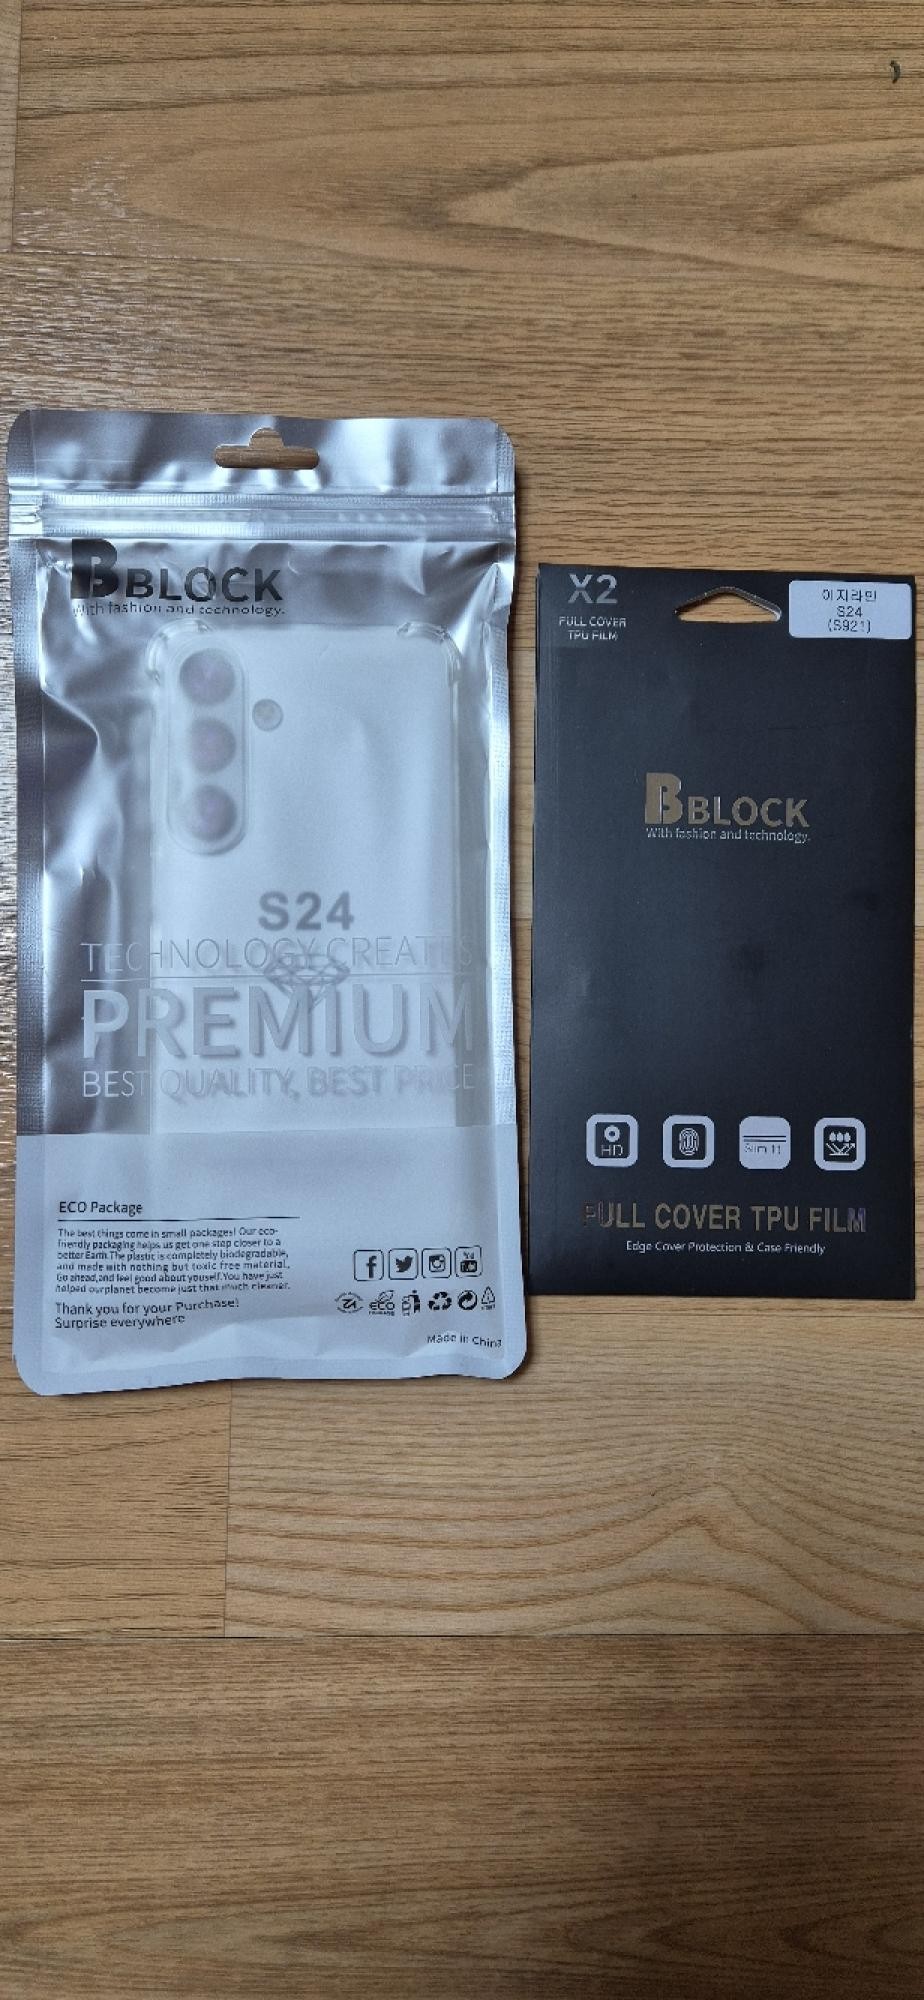 B BLOCK
With fashion and technology.
S24
TECHNOLOGY CREATES
PREMIUM
BEST QUALITY, BEST PRICE
ECO Package
The best things come in small packages! Our eco-
friendly packaging helps us get one step closer to a
better Earth.The plastic is completely biodegradable,
and made with nothing but toxic free material,
Go ahead,and feel good about youself.You have just
helped ourplanet become just that much cleaner.
Thank you for your Purchase!
Surprise everywhere
f
You
ECO
Made in China
X2
FULL COVER
TPU FILM
이지라인
S24
(S921)
B BLOCK
With fashion and technology.
HD
FULL COVER TPU FILM
Edge Cover Protection & Case Friendly